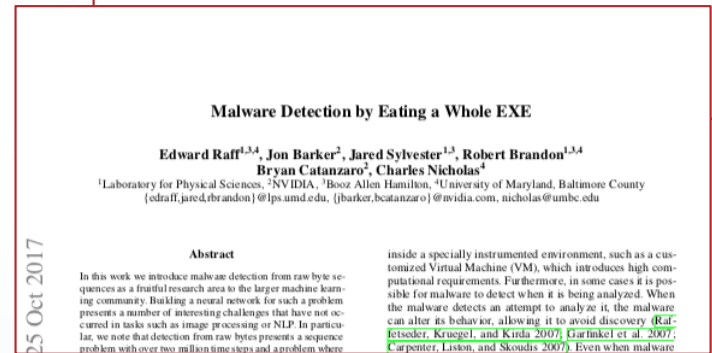 Malware Detection by Eating a Whole EXE
Edward Raff1,3,4, Jon Barker2, Jared Sylvester1,3, Robert Brandon1,3,4
Bryan Catanzaro2, Charles Nicholas4
1Laboratory for Physical Sciences, 2NVIDIA, 3Booz Allen Hamilton, 4University of Maryland, Baltimore County
{edraff,jared,rbrandon}@lps.umd.edu, {jbarker,bcatanzaro}@nvidia.com, nicholas@umbc.edu
25 Oct 2017
Abstract
In this work we introduce malware detection from raw byte se-
quences as a fruitful research area to the larger machine learn-
ing community. Building a neural network for such a problem
presents a number of interesting challenges that have not oc-
curred in tasks such as image processing or NLP. In particu-
lar, we note that detection from raw bytes presents a sequence
problem with over two million time steps and a problem where
inside a specially instrumented environment, such as a cus-
tomized Virtual Machine (VM), which introduces high com-
putational requirements. Furthermore, in some cases it is pos-
sible for malware to detect when it is being analyzed. When
the malware detects an attempt to analyze it, the malware
can alter its behavior, allowing it to avoid discovery (Raf-
fetseder, Kruegel, and Kirda 2007; Garfinkel et al. 2007;
Carpenter, Liston, and Skoudis 2007). Even when malware